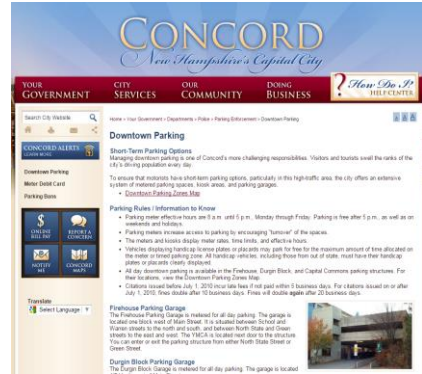 CONCORD
New Hampshire's Capital City
YOUR GOVERNMENT
CITY SERVICES
OUR COMMUNITY
DOING BUSINESS
? How Do I?
HELP CENTER
Search City Website
CONCORD ALERTS
LEARN MORE
Downtown Parking
Meter Debit Card
Parking Bans
$ ONLINE BILL PAY
REPORT A CONCERN
NOTIFY ME
CONCORD MAPS
Translate
Select Language
Home » Your Government » Departments » Police » Parking Enforcement » Downtown Parking
Downtown Parking
Short-Term Parking Options
Managing downtown parking is one of Concord's more challenging responsibilities. Visitors and tourists swell the ranks of the
city's driving population every day.
To ensure that motorists have short-term parking options, particularly in this high-traffic area, the city offers an extensive
system of metered parking spaces, kiosk areas, and parking garages.
• Downtown Parking Zones Map
Parking Rules / Information to Know
• Parking meter effective hours are 8 a.m. until 5 p.m., Monday through Friday. Parking is free after 5 p.m., as well as on
weekends and holidays.
• Parking meters increase access to parking by encouraging "turnover" of the spaces.
• The meters and kiosks display meter rates, time limits, and effective hours.
• Vehicles displaying handicap license plates or placards may park for free for the maximum amount of time allocated on
the meter or timed parking zone. All handicap vehicles, including those from out of state, must have their handicap
plates or placards clearly displayed.
• All day downtown parking is available in the Firehouse, Durgin Block, and Capital Commons parking structures. For
their locations, view the Downtown Parking Zones Map.
• Citations issued before July 1, 2010 incur late fees if not paid within 5 business days. For citations issued on or after
July 1, 2010, fines double after 10 business days. Fines will double again after 20 business days.
Firehouse Parking Garage
The Firehouse Parking Garage is metered for all day parking. The garage is
located one block west of Main Street. It is situated between School and
Warren streets to the north and south, and between North State and Green
streets to the east and west. The YMCA is located next door to the structure.
You can enter or exit the parking structure from either North State Street or
Green Street.
Durgin Block Parking Garage
The Durgin Block Garage is metered for all day parking. The garage is located